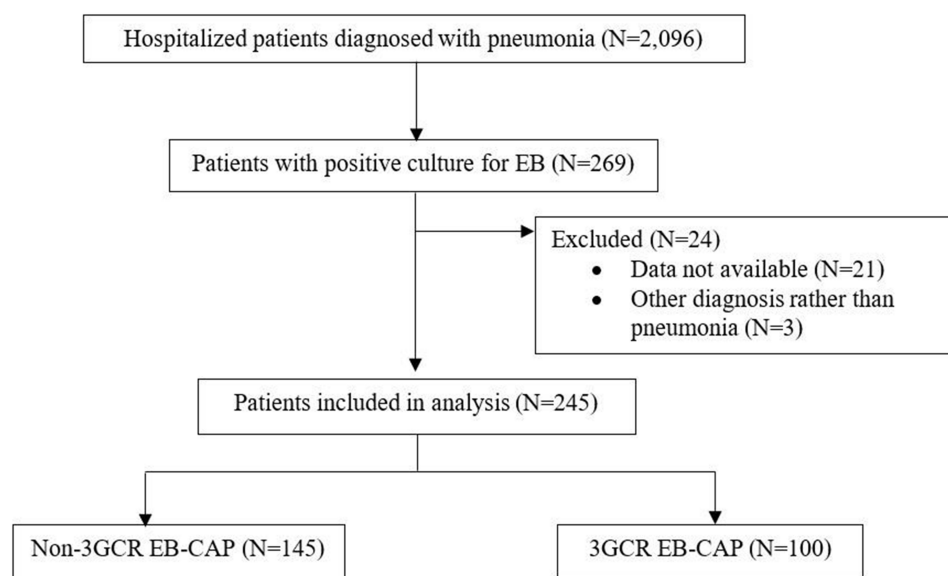 Hospitalized patients diagnosed with pneumonia (N=2,096)
Patients with positive culture for EB (N=269)
Excluded (N=24)
• Data not available (N=21)
• Other diagnosis rather than
pneumonia (N=3)
Patients included in analysis (N=245)
Non-3GCR EB-CAP (N=145)
3GCR EB-CAP (N=100)